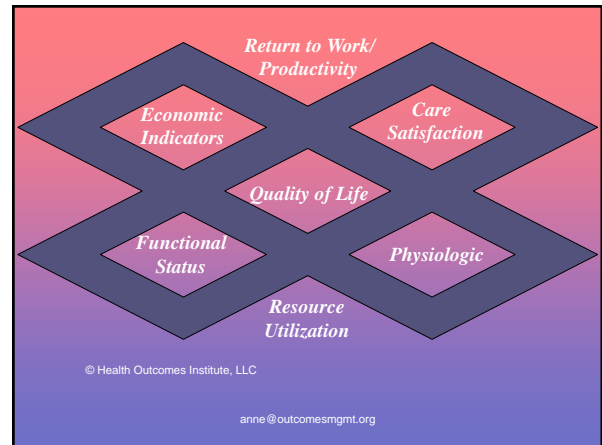 Return to Work/
Productivity
Economic
Indicators
Care
Satisfaction
Quality of Life
Functional
Status
Physiologic
Resource
Utilization
© Health Outcomes Institute, LLC
anne@outcomesmgmt.org